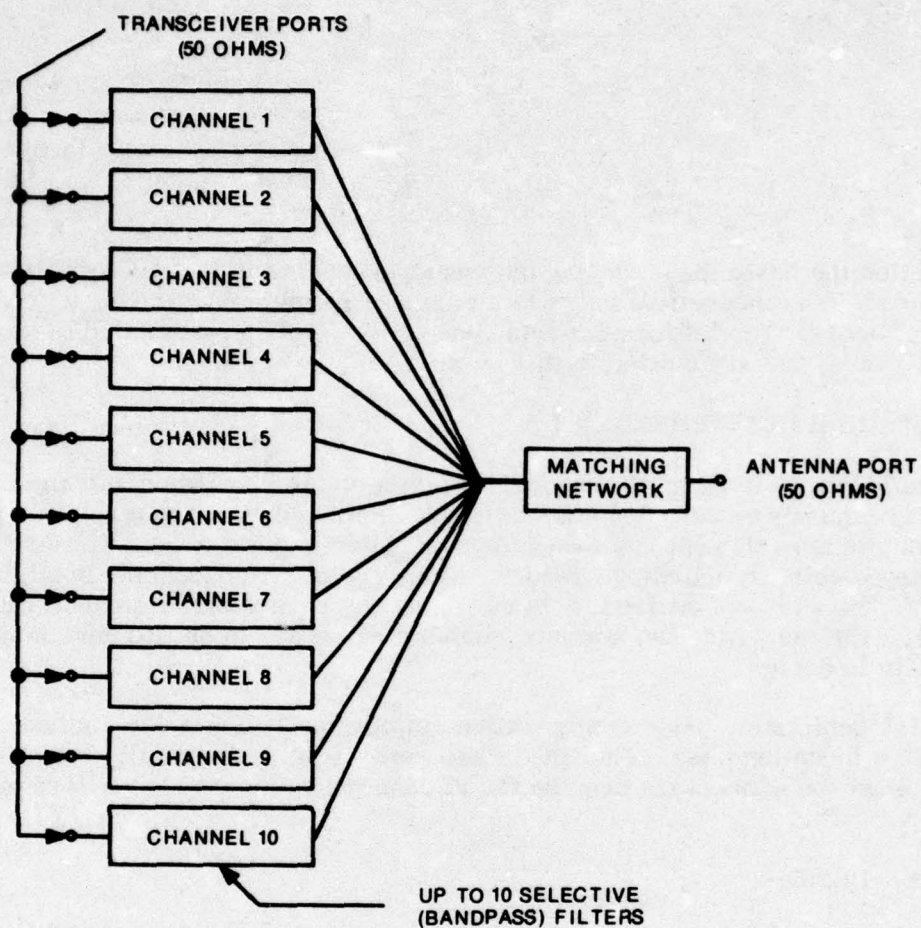 TRANSCEIVER PORTS
(50 OHMS)
CHANNEL 1
CHANNEL 2
CHANNEL 3
CHANNEL 4
CHANNEL 5
CHANNEL 6
CHANNEL 7
CHANNEL 8
CHANNEL 9
CHANNEL 10
MATCHING
NETWORK
ANTENNA PORT
(50 OHMS)
UP TO 10 SELECTIVE
(BANDPASS) FILTERS